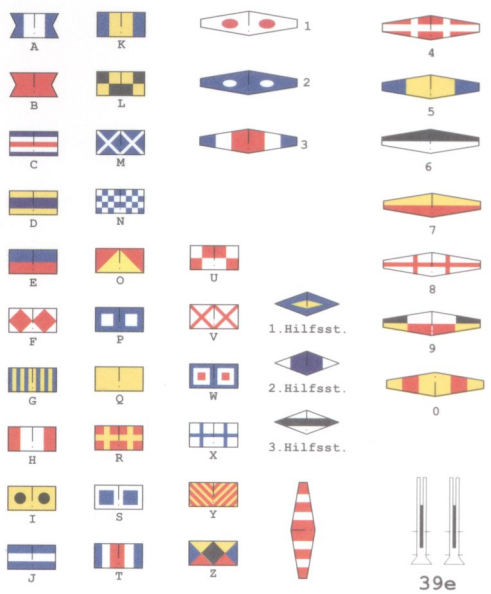 A
K
1
4
B
L
2
5
C
M
3
6
D
N
7
E
O
U
8
F
P
V
1.Hilfsst.
9
G
Q
W
2.Hilfsst.
0
H
R
X
3.Hilfsst.
I
S
Y
J
T
Z
39e